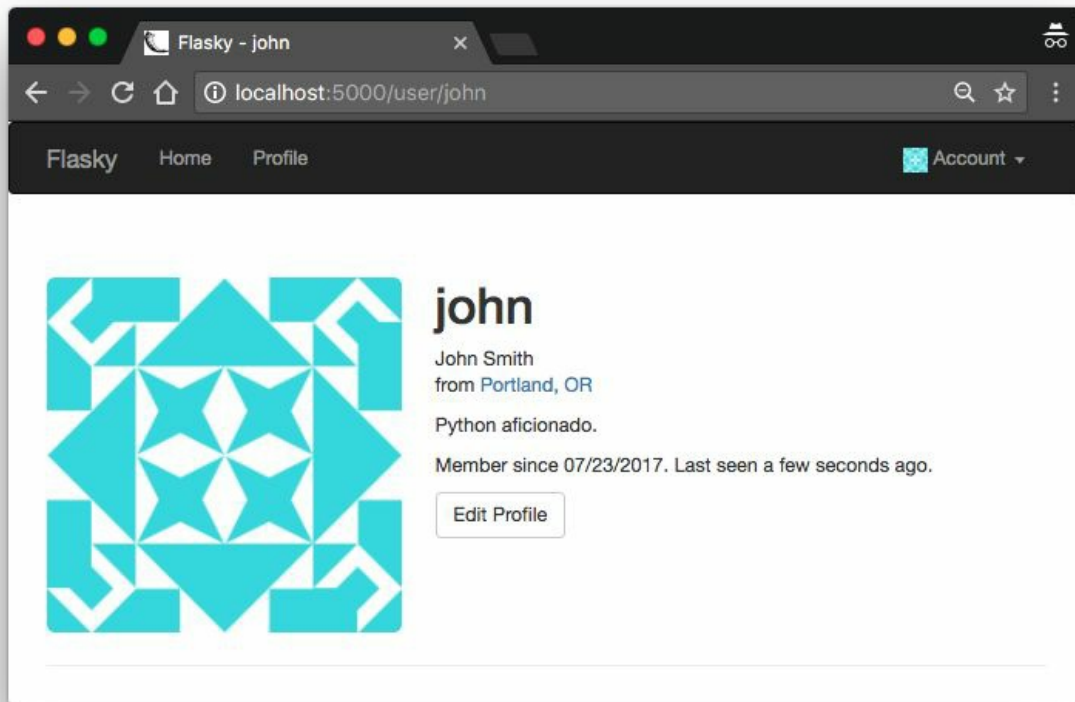 Flasky - john
localhost:5000/user/john
Flasky Home Profile Account
john
John Smith
from Portland, OR
Python aficionado.
Member since 07/23/2017. Last seen a few seconds ago.
Edit Profile